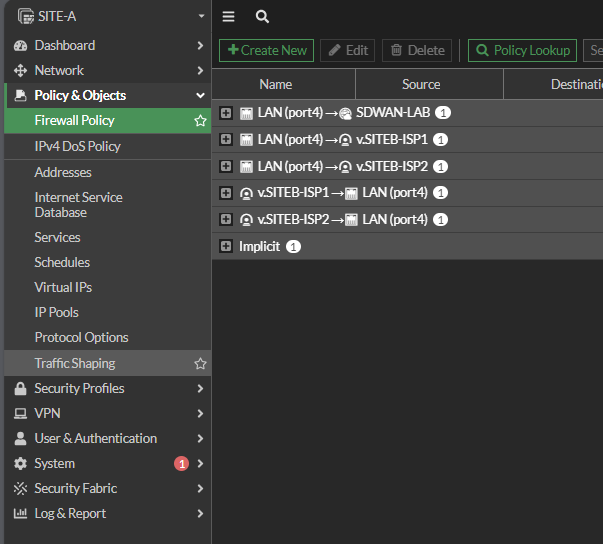 SITE-A
Dashboard
Network
Policy & Objects
Firewall Policy
IPv4 DoS Policy
Addresses
Internet Service
Database
Services
Schedules
Virtual IPs
IP Pools
Protocol Options
Traffic Shaping
Security Profiles
VPN
User & Authentication
System 1
Security Fabric
Log & Report
+ Create New Edit Delete Policy Lookup Se
Name Source Destinatio
LAN (port4) → SDWAN-LAB 1
LAN (port4) → v.SITEB-ISP1 1
LAN (port4) → v.SITEB-ISP2 1
v.SITEB-ISP1 → LAN (port4) 1
v.SITEB-ISP2 → LAN (port4) 1
Implicit 1